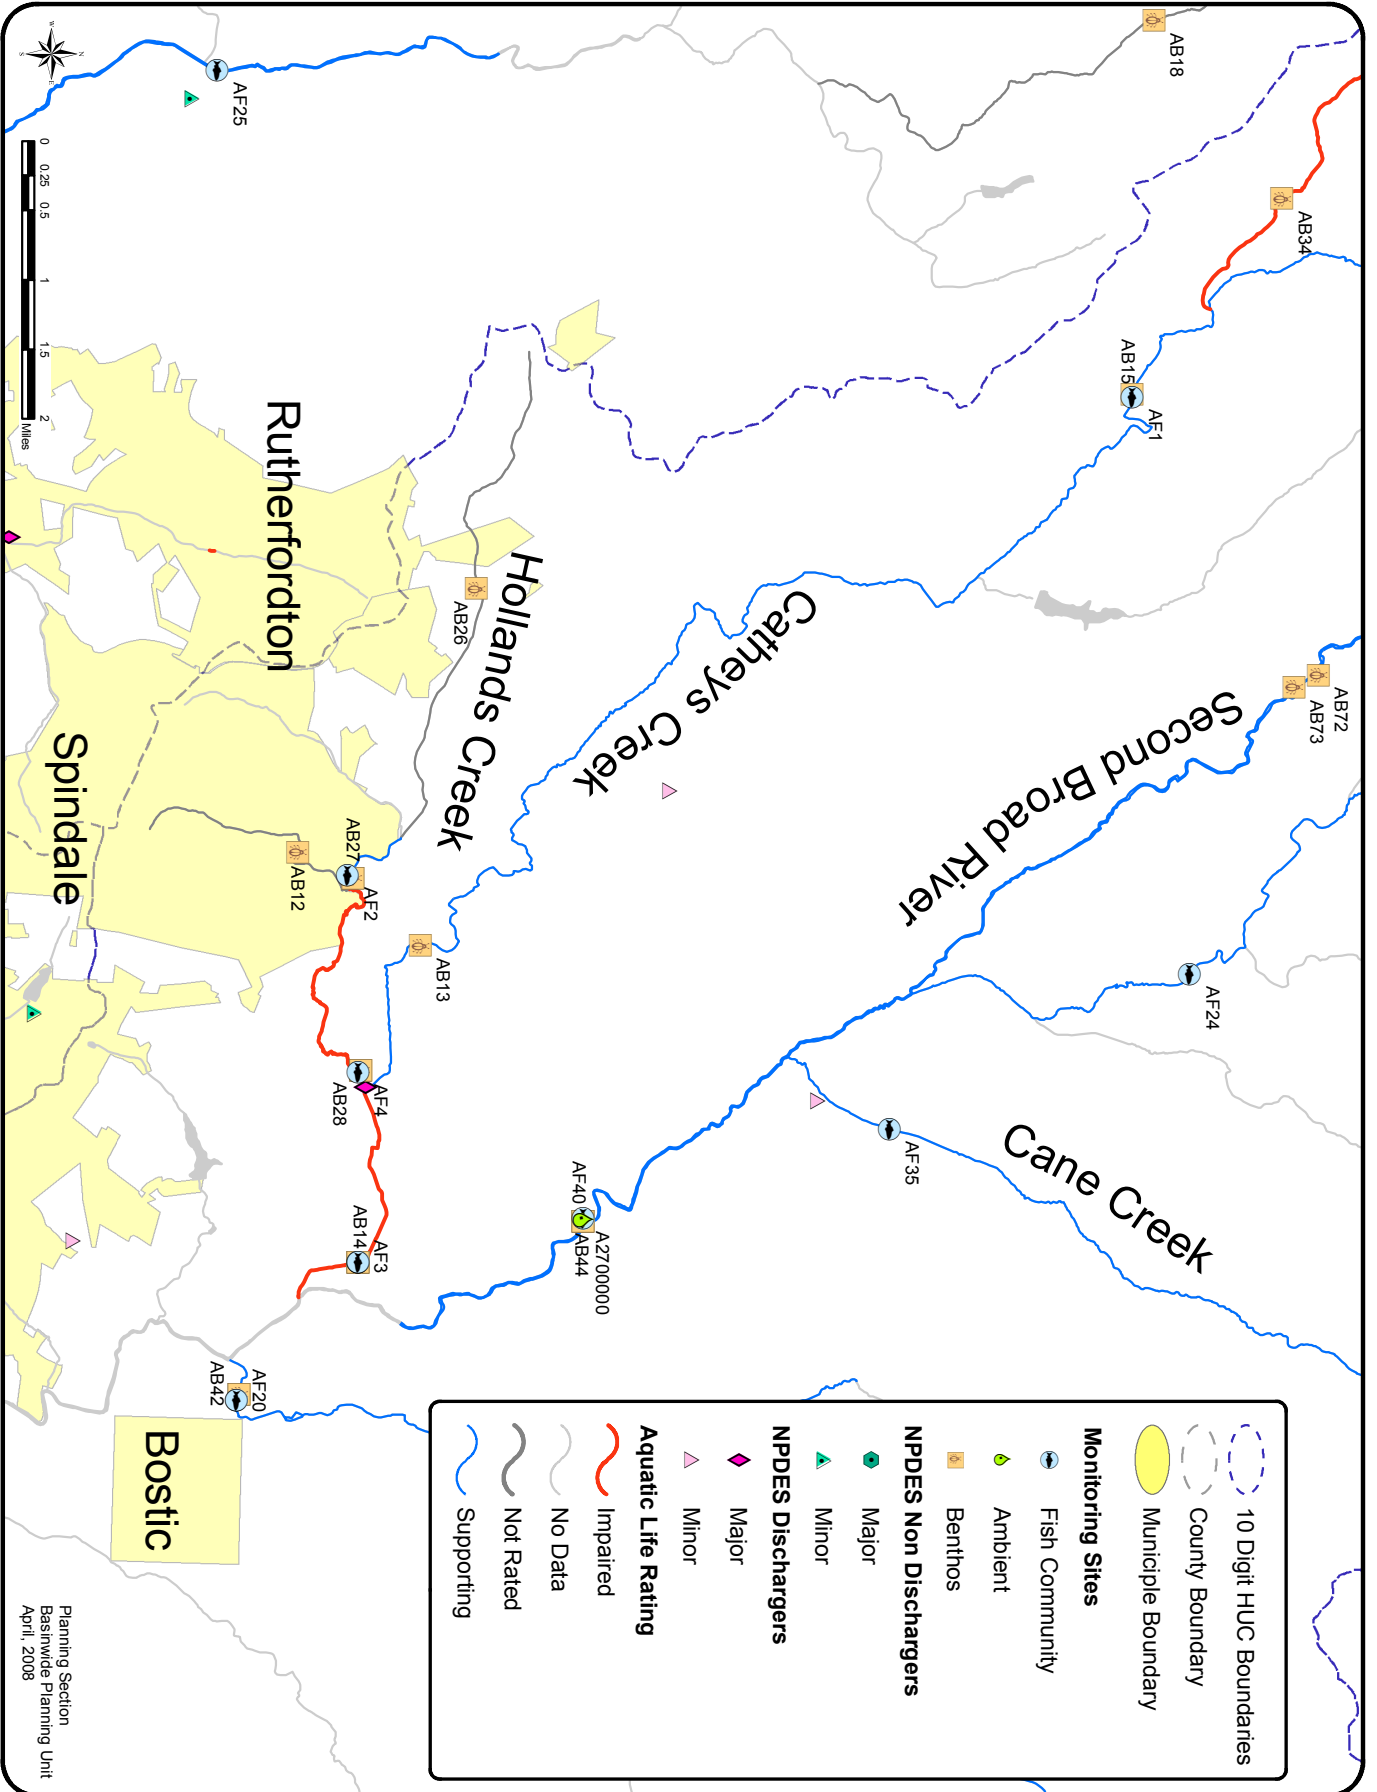 AB18
AB34
AB15
AF1
AB72
AB73
AF24
AF25
AF35
AB26
AB12
AB27
AF2
AB13
AF4
AB28
AF40
A2700000
AB44
AB14
AF3
AF20
AB42
Second Broad River
Catheys Creek
Hollands Creek
Cane Creek
Rutherfordton
Spindale
Bostic
N
S
E
W
0 0.25 0.5 1 1.5 2
Miles
10 Digit HUC Boundaries
County Boundary
Municiple Boundary
Monitoring Sites
Fish Community
Ambient
Benthos
NPDES Non Dischargers
Major
Minor
NPDES Dischargers
Major
Minor
Aquatic Life Rating
Impaired
No Data
Not Rated
Supporting
Planning Section
Basinwide Planning Unit
April, 2008